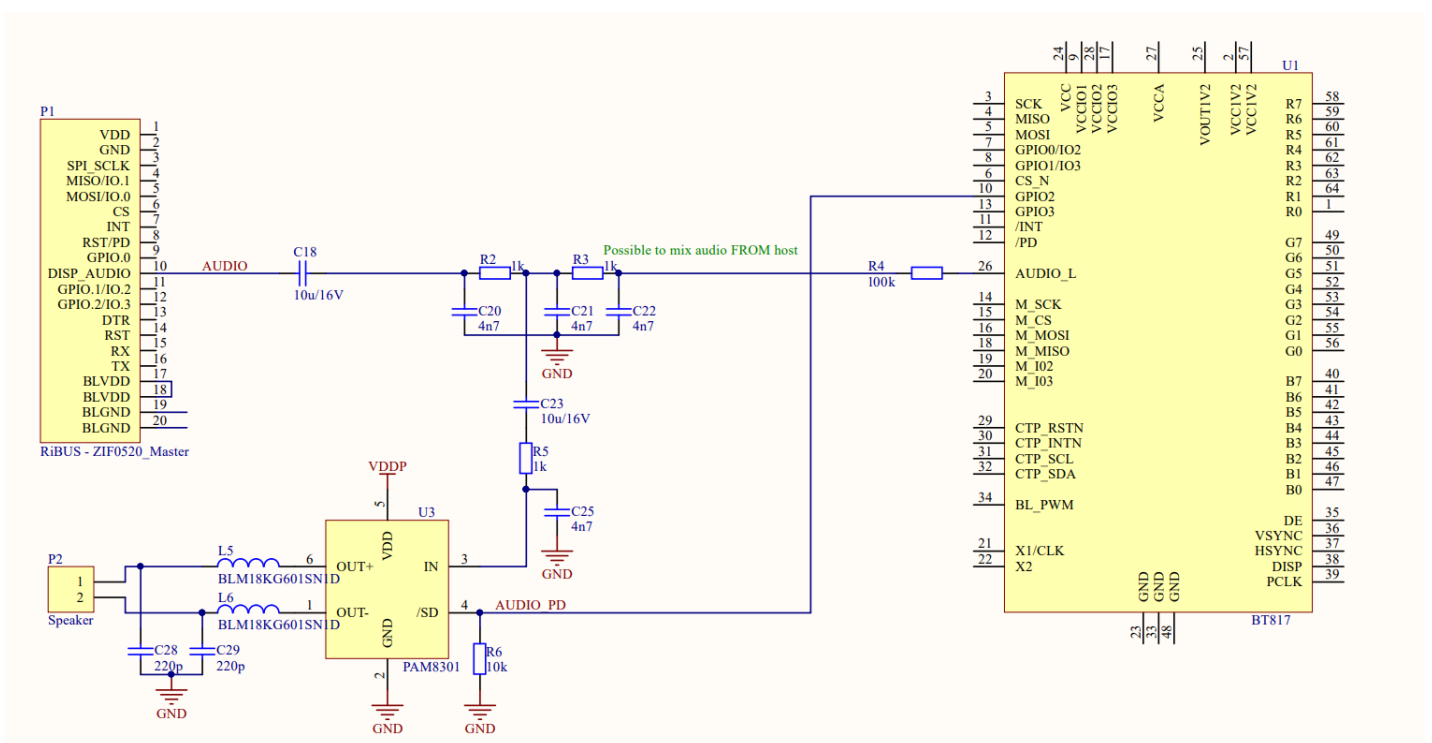 P1
VDD 1
GND 2
SPI_SCLK 3
MISO/IO.1 4
MOSI/IO.0 5
CS 6
INT 7
RST/PD 8
GPIO.0 9
DISP_AUDIO 10
GPIO.1/IO.2 11
GPIO.2/IO.3 12
DTR 13
RST 14
RX 15
TX 16
BLVDD 17
BLVDD 18
BLGND 19
BLGND 20
RiBUS - ZIF0520_Master
AUDIO
C18
10u/16V
R2 1k
R3 1k
Possible to mix audio FROM host
R4
100k
C20
4n7
C21
4n7
C22
4n7
GND
C23
10u/16V
R5
1k
C25
4n7
GND
VDDP
5
U3
VDD
6 OUT+
1 OUT-
IN 3
/SD 4
GND
2
PAM8301
GND
AUDIO_PD
R6
10k
GND
P2
1
2
Speaker
L5
BLM18KG601SN1D
L6
BLM18KG601SN1D
C28
220p
C29
220p
GND
U1
24 9 28 17 27 25 2 57
VCC VCCIO1 VCCIO2 VCCIO3 VCCA VOUT1V2 VCC1V2 VCC1V2
3 SCK
4 MISO
5 MOSI
7 GPIO0/IO2
8 GPIO1/IO3
6 CS_N
10 GPIO2
13 GPIO3
11 /INT
12 /PD
26 AUDIO_L
14 M_SCK
15 M_CS
16 M_MOSI
18 M_MISO
19 M_I02
20 M_I03
29 CTP_RSTN
30 CTP_INTN
31 CTP_SCL
32 CTP_SDA
34 BL_PWM
21 X1/CLK
22 X2
R7 58
R6 59
R5 60
R4 61
R3 62
R2 63
R1 64
R0 1
G7 49
G6 50
G5 51
G4 52
G3 53
G2 54
G1 55
G0 56
B7 40
B6 41
B5 42
B4 43
B3 44
B2 45
B1 46
B0 47
DE 35
VSYNC 36
HSYNC 37
DISP 38
PCLK 39
GND GND GND
23 33 48
BT817